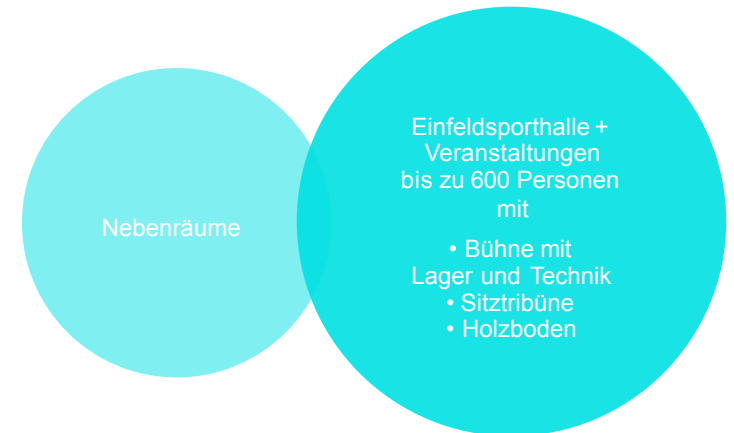 Nebenräume
Einfeldsporthalle +
Veranstaltungen
bis zu 600 Personen
mit
• Bühne mit
Lager und Technik
• Sitztribüne
• Holzboden